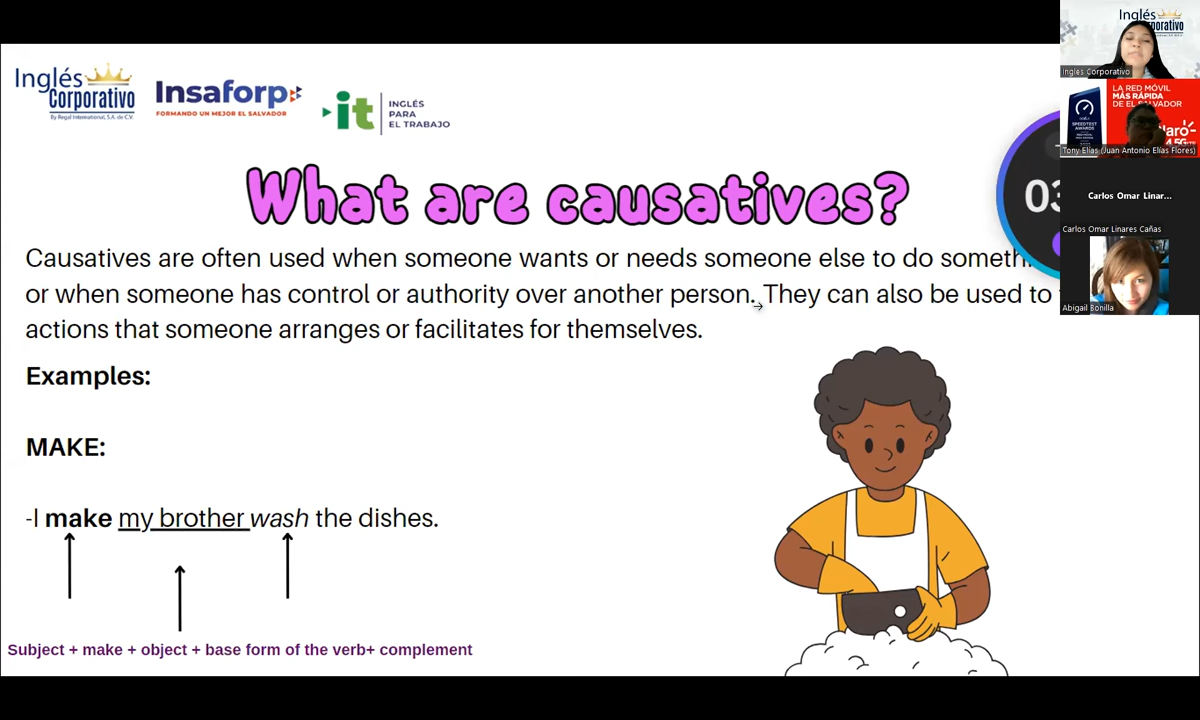 Inglés
Corporativo
By Regal International, S.A. de C.V.
Insaforp
FORMANDO UN MEJOR EL SALVADOR
it
INGLÉS
PARA
EL TRABAJO
What are causatives?
Causatives are often used when someone wants or needs someone else to do
or when someone has control or authority over another person. They can also be used to
actions that someone arranges or facilitates for themselves.
Examples:
MAKE:
-I make my brother wash the dishes.
Subject + make + object + base form of the verb+ complement
03
Inglés
Corporativo
Ingles Corporativo
LA RED MÓVIL
MÁS RÁPIDA
DE EL SALVADOR
SPEEDTEST
AWARDS
Tony Elias (Juan Antonio Elías Flores)
Carlos Omar Linar...
Carlos Omar Linares Cañas
Abigail Bonilla